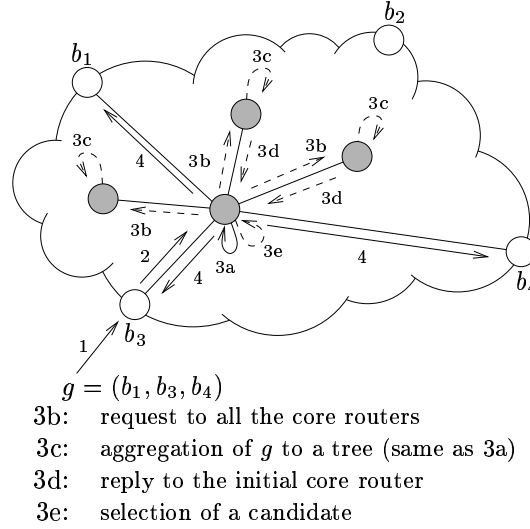 b2
b1
3c
3c
3c
4
3b
3d
3b
3d
3b
2
3a
3e
4
4
b3
1
g = (b1, b3, b4)
3b: request to all the core routers
3c: aggregation of g to a tree (same as 3a)
3d: reply to the initial core router
3e: selection of a candidate